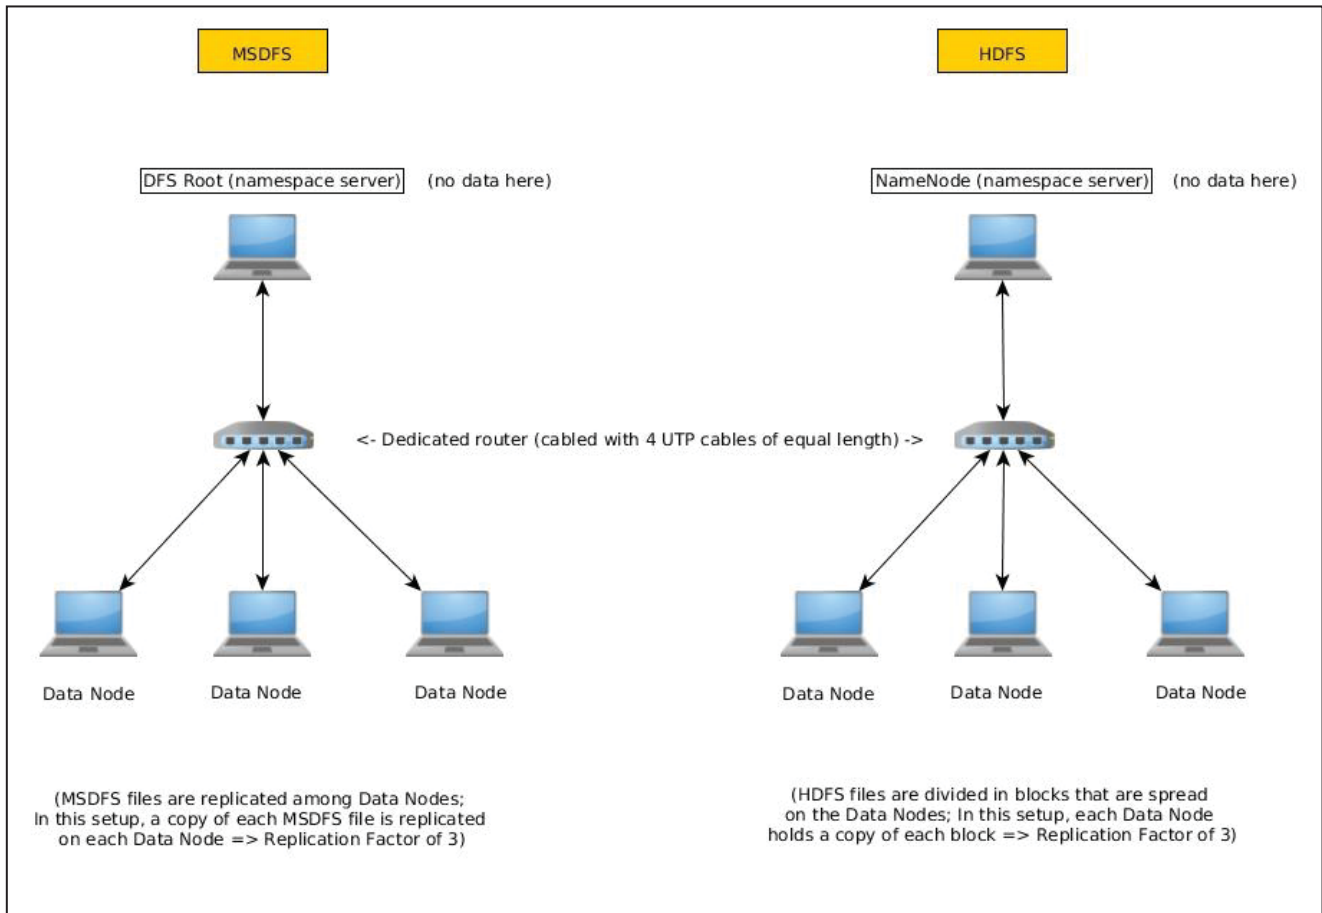 MSDFS
HDFS
DFS Root (namespace server)
(no data here)
NameNode (namespace server)
(no data here)
<- Dedicated router (cabled with 4 UTP cables of equal length) ->
Data Node
Data Node
Data Node
Data Node
Data Node
Data Node
(MSDFS files are replicated among Data Nodes;
In this setup, a copy of each MSDFS file is replicated
on each Data Node => Replication Factor of 3)
(HDFS files are divided in blocks that are spread
on the Data Nodes; In this setup, each Data Node
holds a copy of each block => Replication Factor of 3)